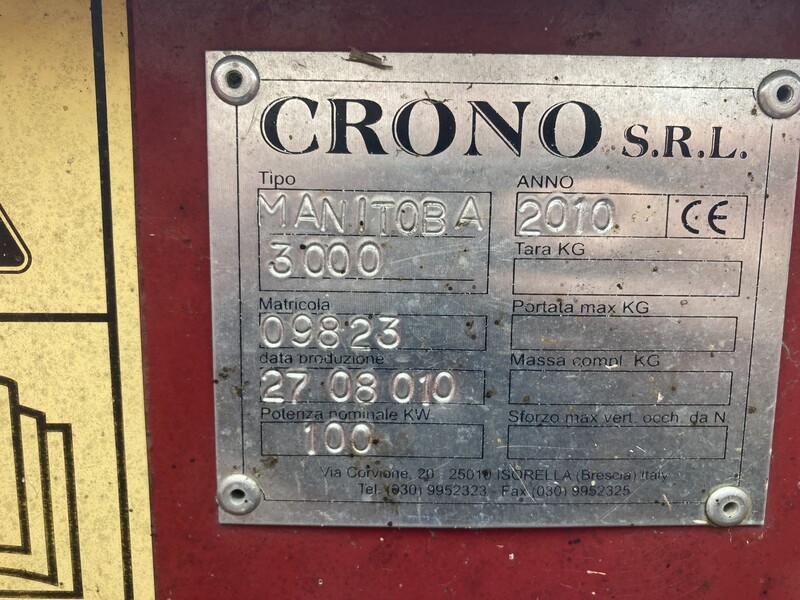 CRONO S.R.L.
Tipo ANNO
MANITOBA 2010 CE
3000 Tara KG
Matricola Portata max KG
09823
data produzione Massa compl. KG
27 08 010
Potenza nominale KW Sforzo max vert. occh. da N
100
Via Corvione, 20 - 25010 ISORELLA (Brescia) Italy
Tel. (030) 9952323 - Fax (030) 9952325